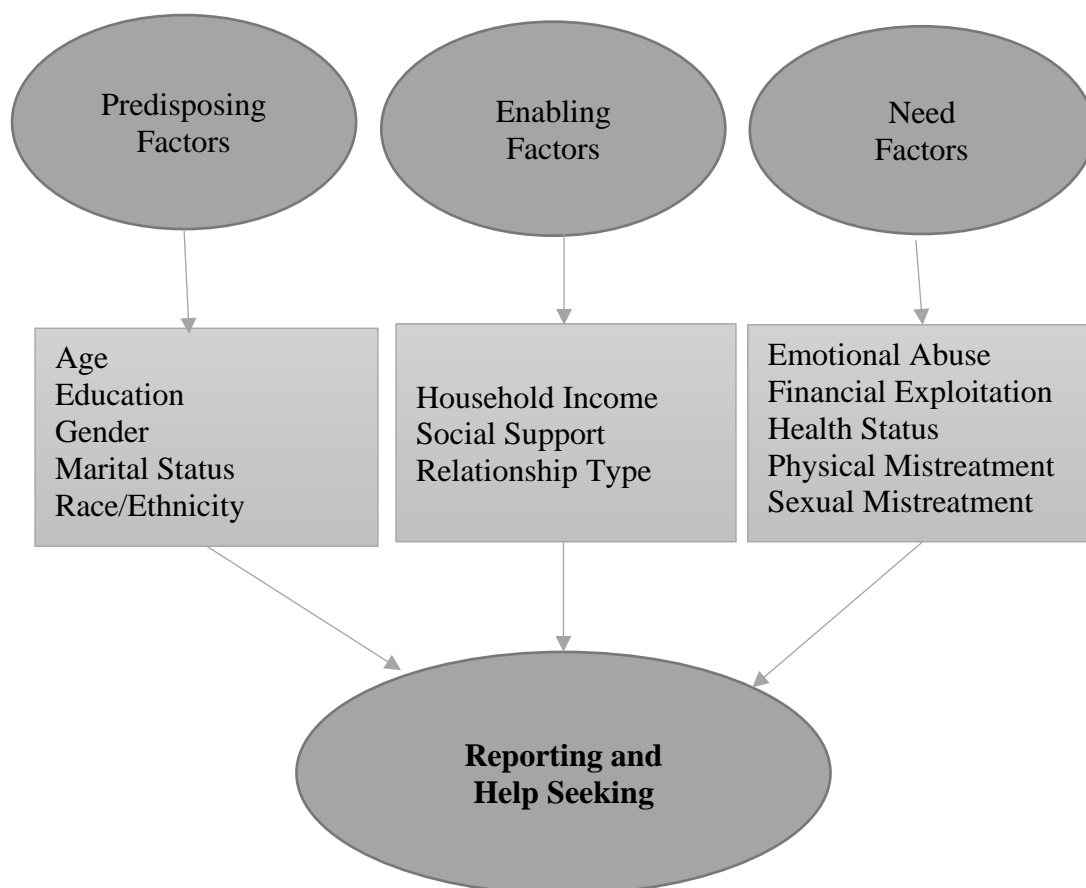 Predisposing
Factors
Enabling
Factors
Need
Factors
Age
Education
Gender
Marital Status
Race/Ethnicity
Household Income
Social Support
Relationship Type
Emotional Abuse
Financial Exploitation
Health Status
Physical Mistreatment
Sexual Mistreatment
Reporting and
Help Seeking